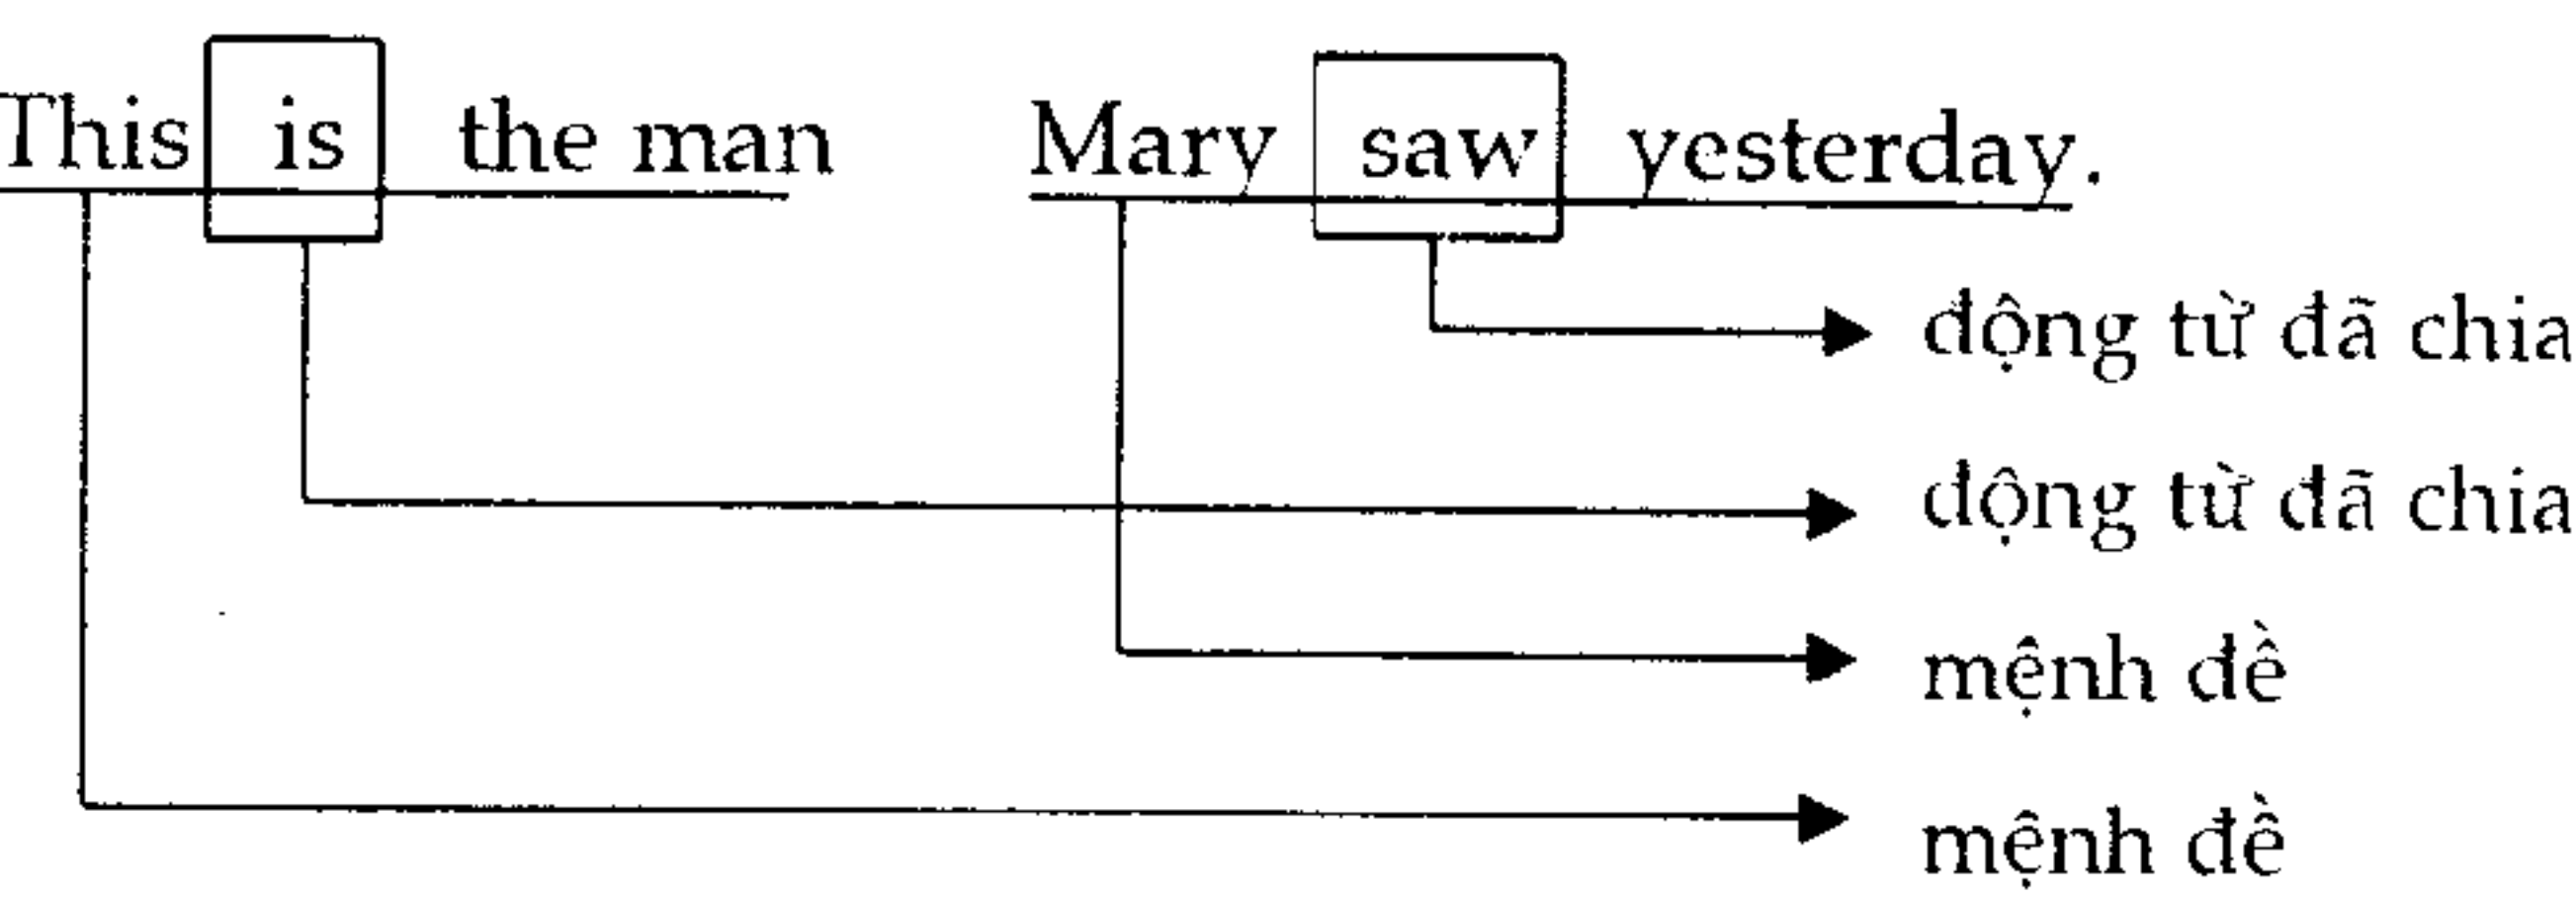 This is the man Mary saw yesterday.
động từ đã chia
động từ đã chia
mệnh đề
mệnh đề